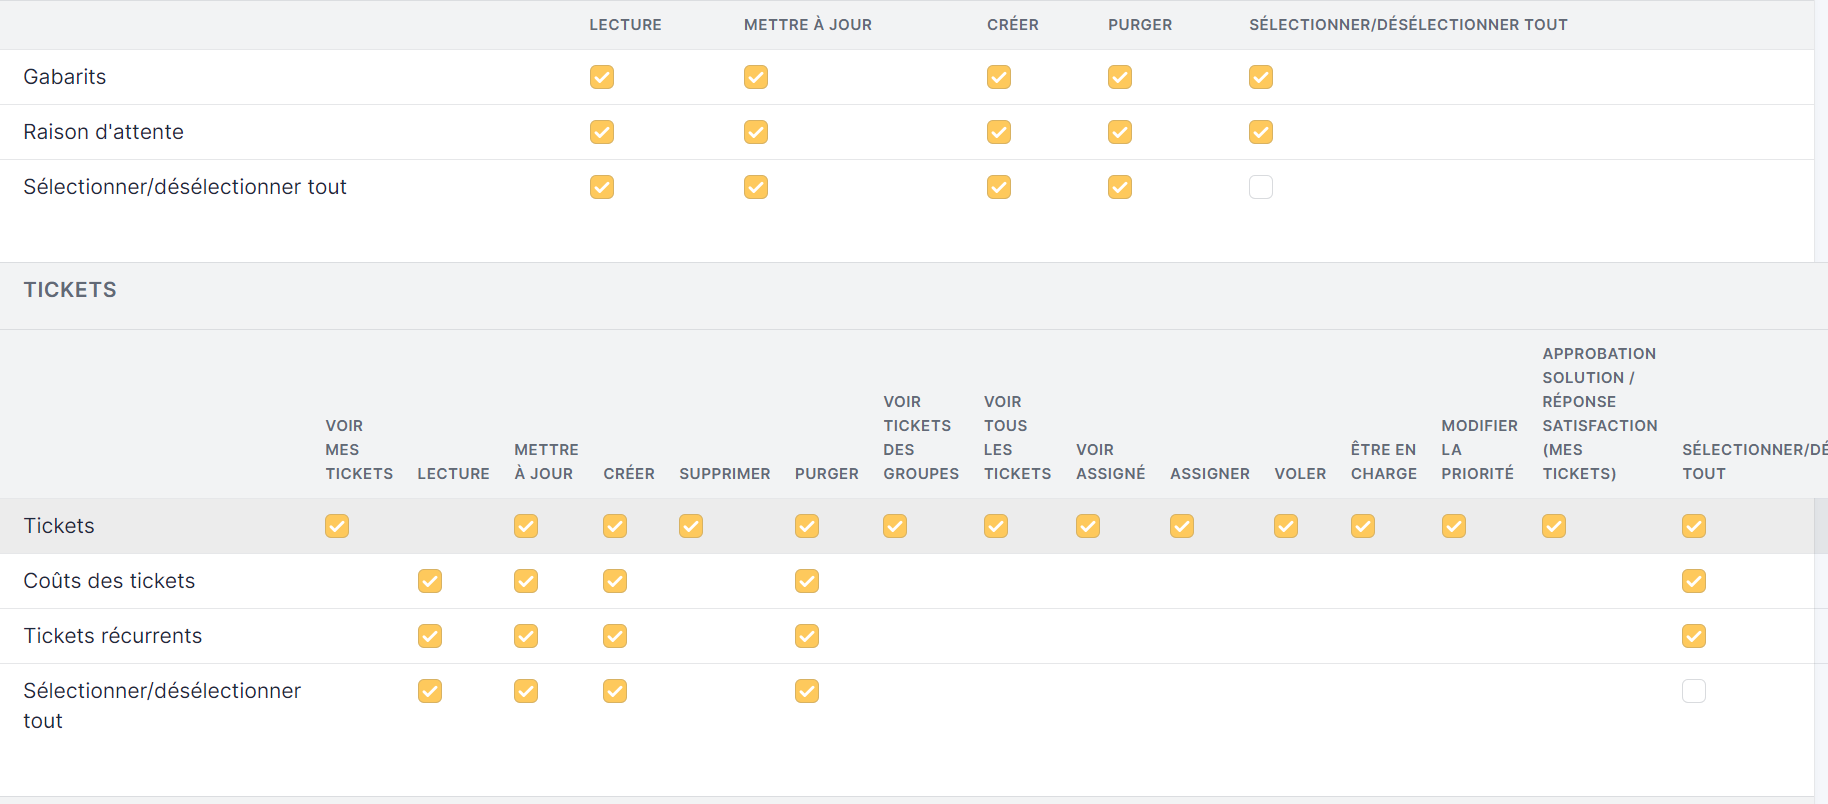 LECTURE METTRE À JOUR CRÉER PURGER SÉLECTIONNER/DÉSÉLECTIONNER TOUT
Gabarits
Raison d'attente
Sélectionner/désélectionner tout
TICKETS
VOIR
MES
TICKETS
LECTURE
METTRE
À JOUR
CRÉER
SUPPRIMER
PURGER
VOIR
TICKETS
DES
GROUPES
VOIR
TOUS
LES
TICKETS
VOIR
ASSIGNÉ
ASSIGNER
VOLER
ÊTRE EN
CHARGE
MODIFIER
LA
PRIORITÉ
APPROBATION
SOLUTION /
RÉPONSE
SATISFACTION
(MES
TICKETS)
SÉLECTIONNER/DÉ
TOUT
Tickets
Coûts des tickets
Tickets récurrents
Sélectionner/désélectionner
tout